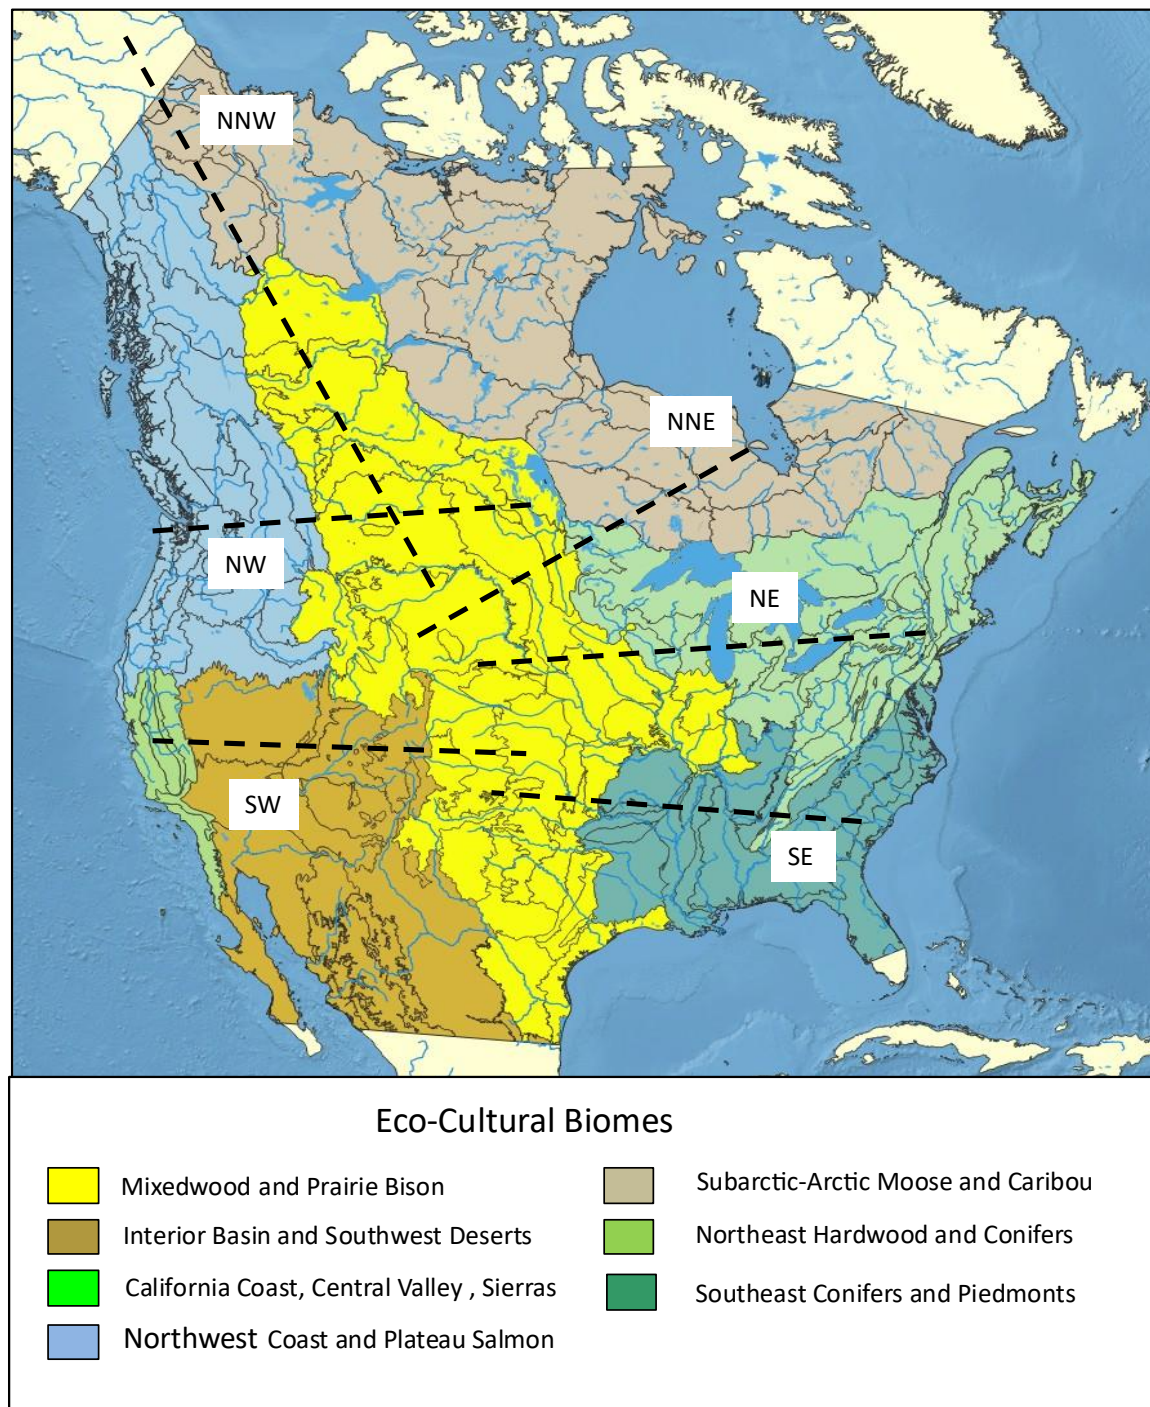 NNW
NNE
NW
NE
SW
SE
Eco-Cultural Biomes
Mixedwood and Prairie Bison
Interior Basin and Southwest Deserts
California Coast, Central Valley , Sierras
Northwest Coast and Plateau Salmon
Subarctic-Arctic Moose and Caribou
Northeast Hardwood and Conifers
Southeast Conifers and Piedmonts